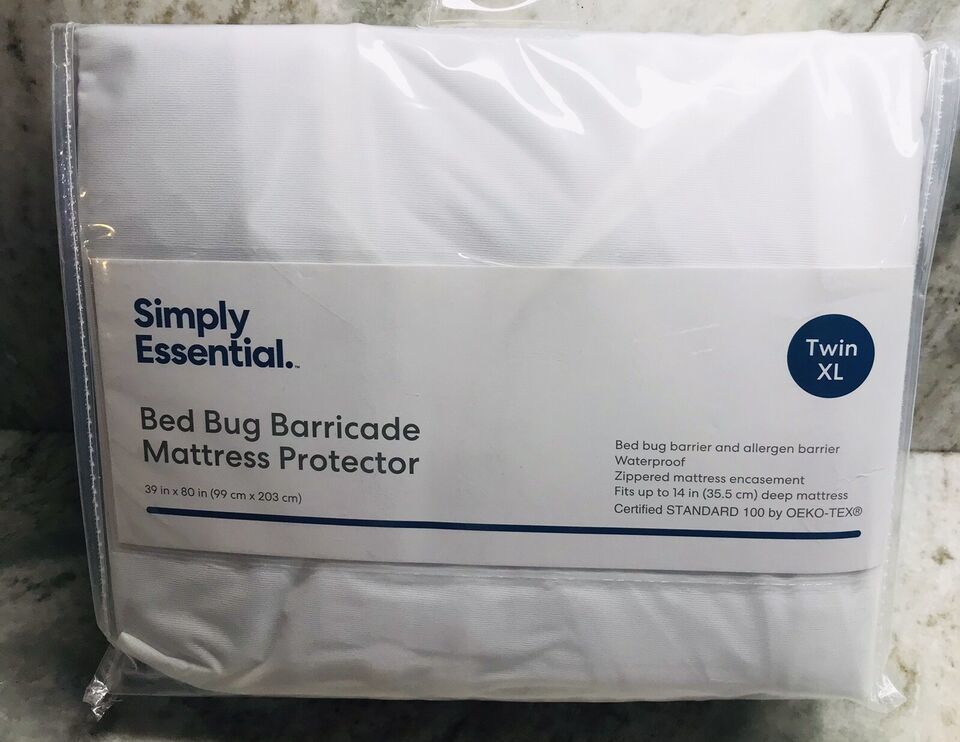 Simply
Essential.™
Twin
XL
Bed Bug Barricade
Mattress Protector
39 in x 80 in (99 cm x 203 cm)
Bed bug barrier and allergen barrier
Waterproof
Zippered mattress encasement
Fits up to 14 in (35.5 cm) deep mattress
Certified STANDARD 100 by OEKO-TEX®